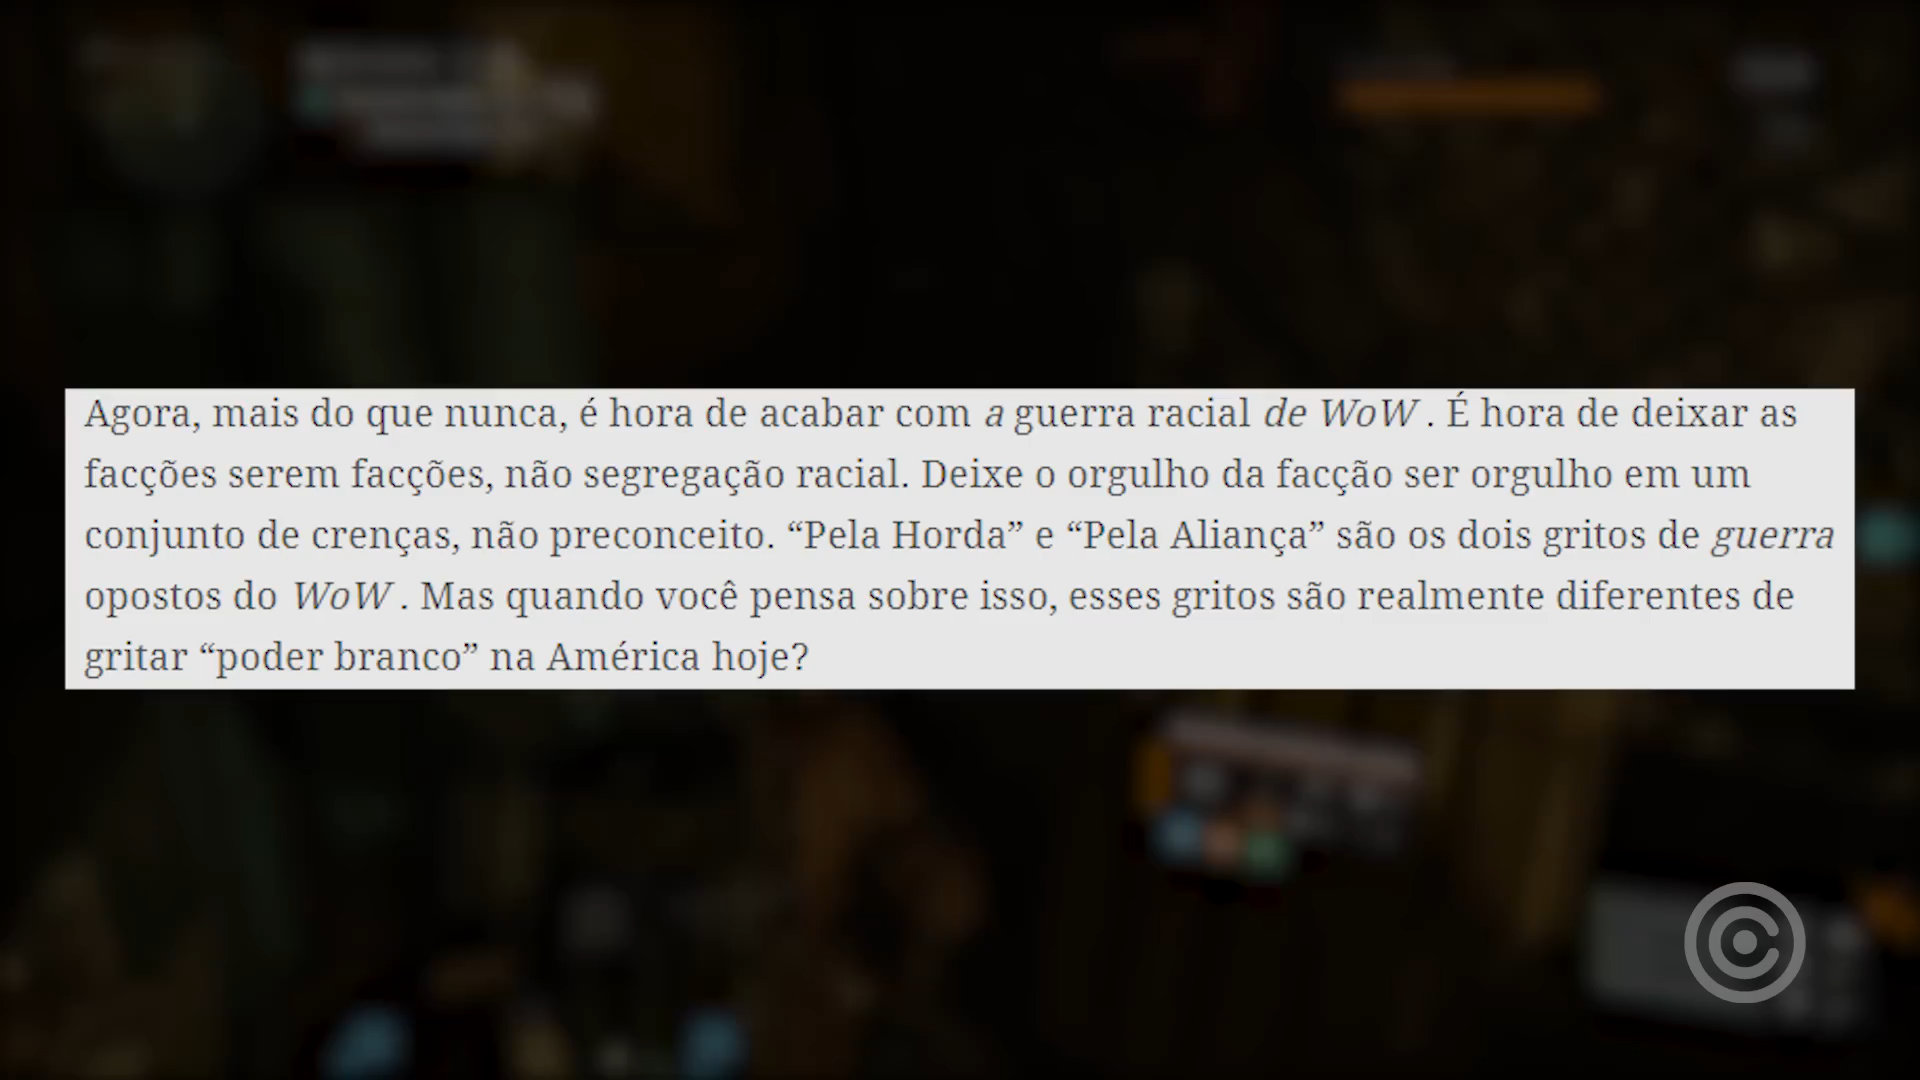 Agora, mais do que nunca, é hora de acabar com a guerra racial de WoW . É hora de deixar as
facções serem facções, não segregação racial. Deixe o orgulho da facção ser orgulho em um
conjunto de crenças, não preconceito. “Pela Horda” e “Pela Aliança” são os dois gritos de guerra
opostos do WoW . Mas quando você pensa sobre isso, esses gritos são realmente diferentes de
gritar “poder branco” na América hoje?